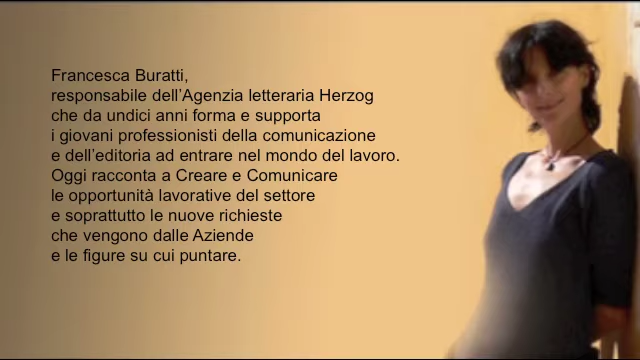 Francesca Buratti,
responsabile dell'Agenzia letteraria Herzog
che da undici anni forma e supporta
i giovani professionisti della comunicazione
e dell'editoria ad entrare nel mondo del lavoro.
Oggi racconta a Creare e Comunicare
le opportunità lavorative del settore
e soprattutto le nuove richieste
che vengono dalle Aziende
e le figure su cui puntare.